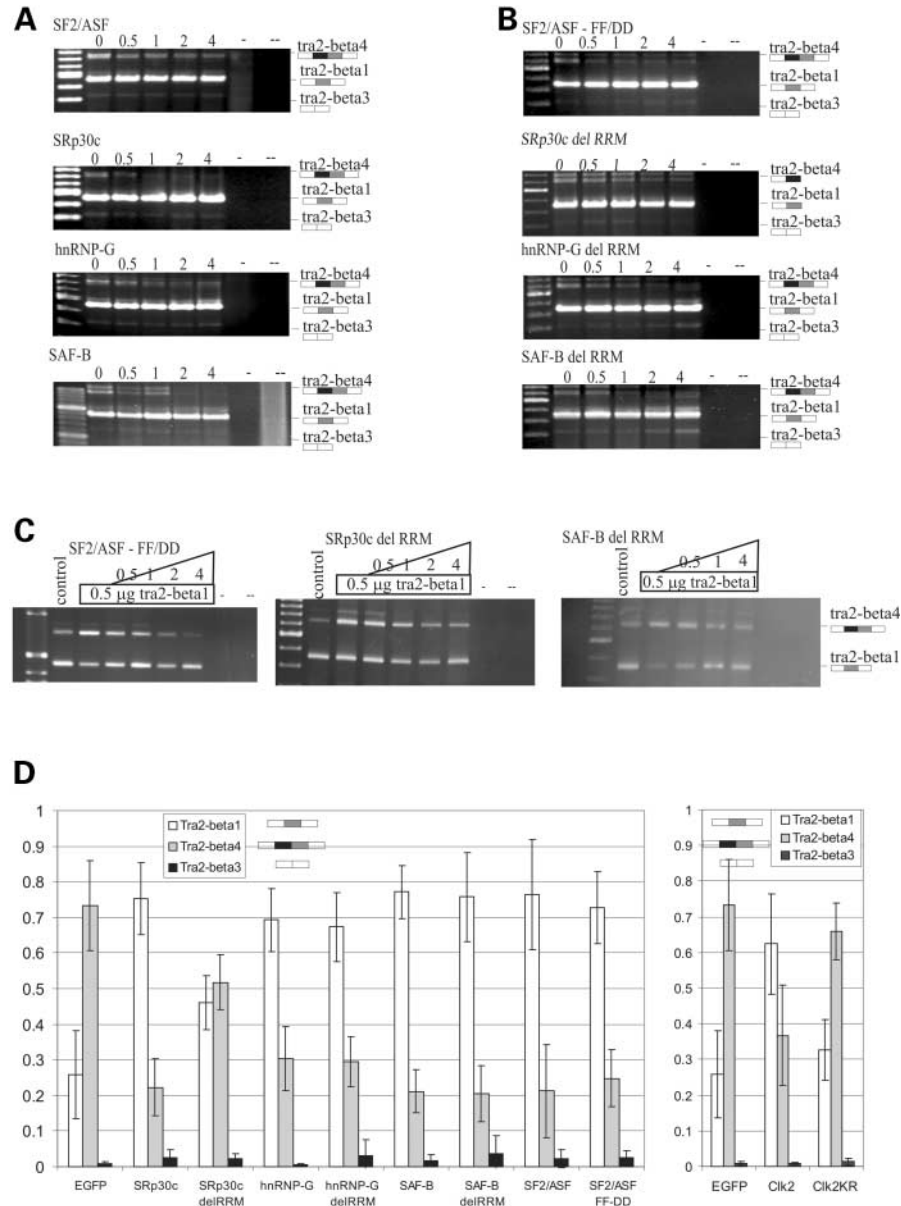 A
SF2/ASF
0 0.5 1 2 4 - --
tra2-beta4
tra2-beta1
tra2-beta3
SRp30c
0 0.5 1 2 4 - --
tra2-beta4
tra2-beta1
tra2-beta3
hnRNP-G
0 0.5 1 2 4 - --
tra2-beta4
tra2-beta1
tra2-beta3
SAF-B
0 0.5 1 2 4 - --
tra2-beta4
tra2-beta1
tra2-beta3
B
SF2/ASF - FF/DD
0 0.5 1 2 4 - --
tra2-beta4
tra2-beta1
tra2-beta3
SRp30c del RRM
0 0.5 1 2 4 - --
tra2-beta4
tra2-beta1
tra2-beta3
hnRNP-G del RRM
0 0.5 1 2 4 - --
tra2-beta4
tra2-beta1
tra2-beta3
SAF-B del RRM
0 0.5 1 2 4 - --
tra2-beta4
tra2-beta1
tra2-beta3
C
SF2/ASF - FF/DD
control
0.5 1 2 4
0.5 µg tra2-beta1 - --
SRp30c del RRM
control
0.5 1 2 4
0.5 µg tra2-beta1 - --
SAF-B del RRM
control
0.5 1 4
0.5 µg tra2-beta1
tra2-beta4
tra2-beta1
D
1
0.9
0.8
0.7
0.6
0.5
0.4
0.3
0.2
0.1
0
Tra2-beta1
Tra2-beta4
Tra2-beta3
EGFP
SRp30c
SRp30c
delRRM
hnRNP-G
hnRNP-G
delRRM
SAF-B
SAF-B
delRRM
SF2/ASF
SF2/ASF
FF-DD
1
0.9
0.8
0.7
0.6
0.5
0.4
0.3
0.2
0.1
0
Tra2-beta1
Tra2-beta4
Tra2-beta3
EGFP
Clk2
Clk2KR